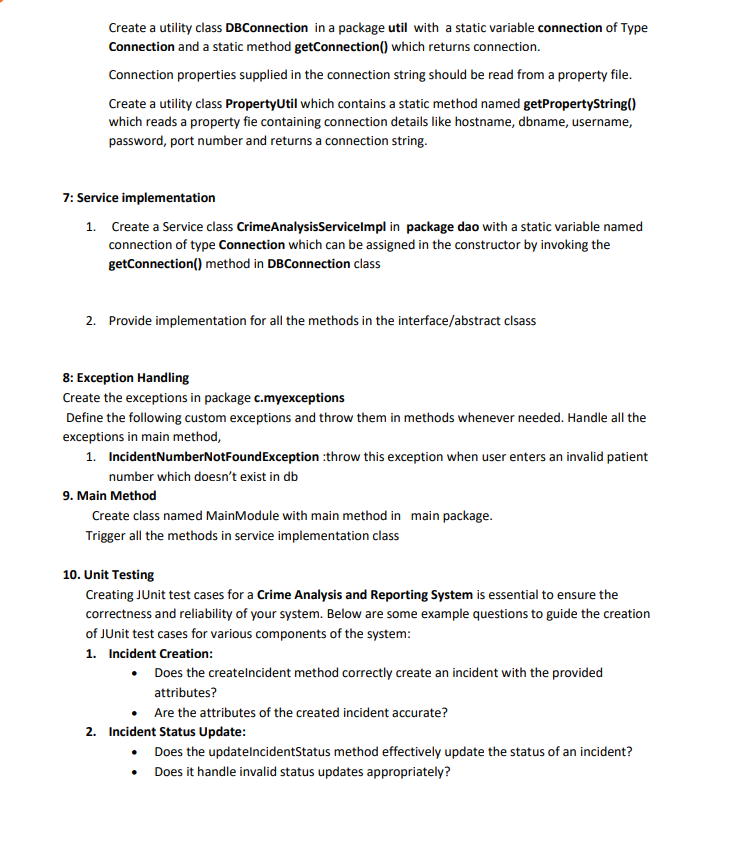 Create a utility class DBConnection in a package util with a static variable connection of Type
Connection and a static method getConnection() which returns connection.
Connection properties supplied in the connection string should be read from a property file.
Create a utility class PropertyUtil which contains a static method named getPropertyString()
which reads a property fie containing connection details like hostname, dbname, username,
password, port number and returns a connection string.
7: Service implementation
1. Create a Service class CrimeAnalysisServiceImpl in package dao with a static variable named
connection of type Connection which can be assigned in the constructor by invoking the
getConnection() method in DBConnection class
2. Provide implementation for all the methods in the interface/abstract clsass
8: Exception Handling
Create the exceptions in package c.myexceptions
Define the following custom exceptions and throw them in methods whenever needed. Handle all the
exceptions in main method,
1. IncidentNumberNotFoundException :throw this exception when user enters an invalid patient
number which doesn't exist in db
9. Main Method
Create class named MainModule with main method in main package.
Trigger all the methods in service implementation class
10. Unit Testing
Creating JUnit test cases for a Crime Analysis and Reporting System is essential to ensure the
correctness and reliability of your system. Below are some example questions to guide the creation
of JUnit test cases for various components of the system:
1. Incident Creation:
• Does the createIncident method correctly create an incident with the provided
attributes?
• Are the attributes of the created incident accurate?
2. Incident Status Update:
• Does the updateIncidentStatus method effectively update the status of an incident?
• Does it handle invalid status updates appropriately?